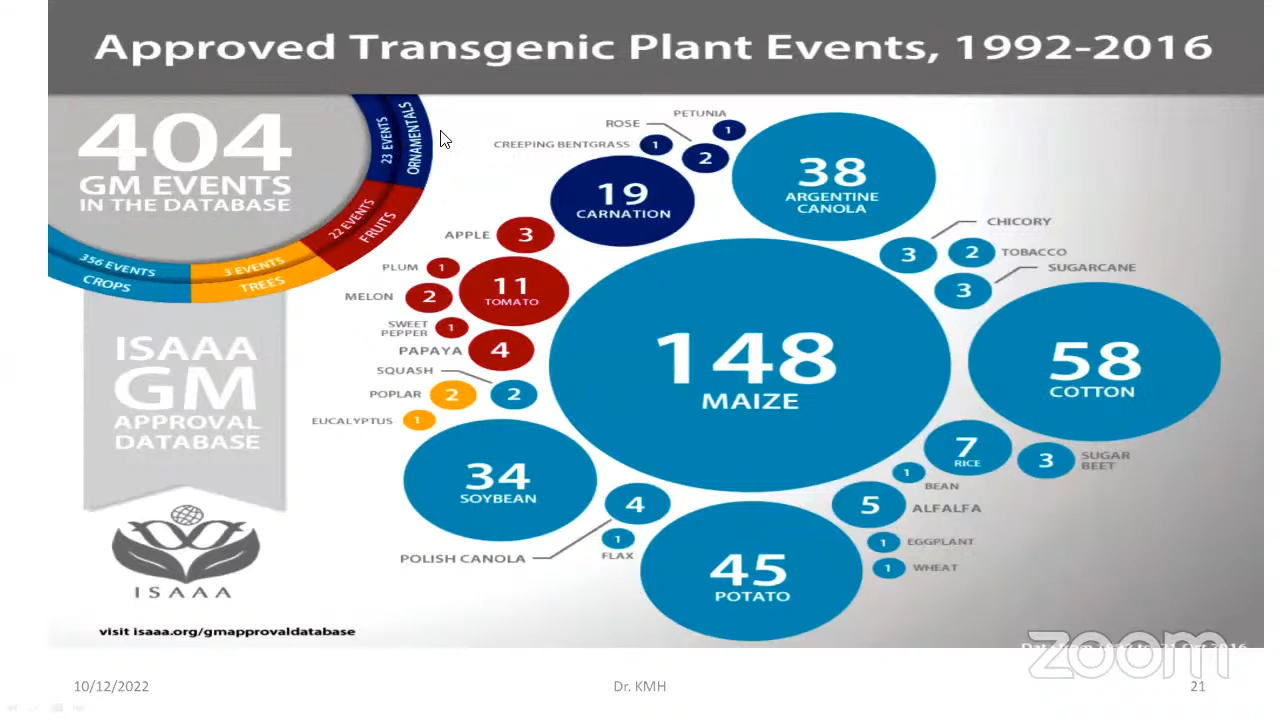 Approved Transgenic Plant Events, 1992-2016
404
GM EVENTS
IN THE DATABASE
23 EVENTS
ORNAMENTALS
22 EVENTS
FRUITS
3 EVENTS
TREES
356 EVENTS
CROPS
ISAAA
GM
APPROVAL
DATABASE
ISAAA
visit isaaa.org/gmapprovaldatabase
PETUNIA
1
ROSE
2
CREEPING BENTGRASS
1
19
CARNATION
38
ARGENTINE
CANOLA
APPLE
3
PLUM
1
11
TOMATO
MELON
2
SWEET
PEPPER
1
PAPAYA
4
SQUASH
2
POPLAR
2
EUCALYPTUS
1
148
MAIZE
CHICORY
3
2
TOBACCO
SUGARCANE
3
58
COTTON
34
SOYBEAN
7
RICE
3
SUGAR
BEET
1
BEAN
5
ALFALFA
4
POLISH CANOLA
1
FLAX
45
POTATO
1
EGGPLANT
1
WHEAT
2016
zoom
10/12/2022
Dr. KMH
21